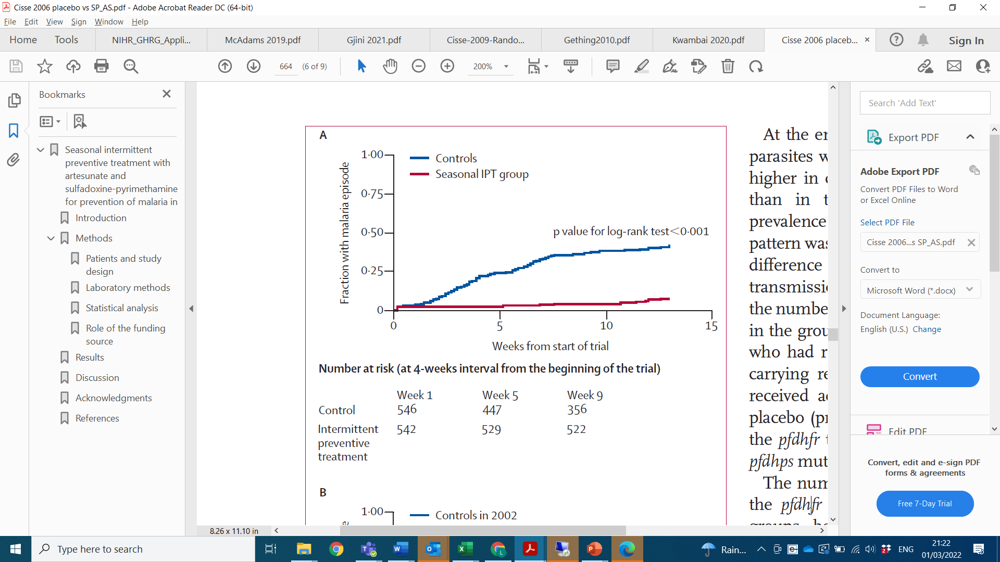 Cisse 2006 placebo vs SP_AS.pdf - Adobe Acrobat Reader DC (64-bit)
File Edit View Sign Window Help
Home Tools NIHR_GHRG_Appli... McAdams 2019.pdf Gjini 2021.pdf Cisse-2009-Rando... Gething2010.pdf Kwambai 2020.pdf Cisse 2006 placeb... Sign In
664 (6 of 9) 200%
Bookmarks
Seasonal intermittent
preventive treatment with
artesunate and
sulfadoxine-pyrimethamine
for prevention of malaria in
Introduction
Methods
Patients and study
design
Laboratory methods
Statistical analysis
Role of the funding
source
Results
Discussion
Acknowledgments
References
A
Controls
Seasonal IPT group
Fraction with malaria episode
1·00
0·75
0·50
0·25
0
p value for log-rank test<0·001
0 5 10 15
Weeks from start of trial
Number at risk (at 4-weeks interval from the beginning of the trial)
Week 1 Week 5 Week 9
Control 546 447 356
Intermittent 542 529 522
preventive
treatment
B
1·00
Controls in 2002
At the
parasites
higher in
than in
prevalence
pattern was
difference
the
in the
who had
carrying
received
placebo
the pfdhfr
pfdhps
The
the pfdhfr
8.26 x 11.10 in
Search 'Add Text'
Export PDF
Adobe Export PDF
Convert PDF Files to Word
or Excel Online
Select PDF File
Cisse 2006...s SP_AS.pdf
Convert to
Microsoft Word (*.docx)
Document Language:
English (U.S.) Change
Convert
Edit PDF
Convert, edit and e-sign PDF
forms & agreements
Free 7-Day Trial
Type here to search
Rain... ENG 21:22
01/03/2022
2